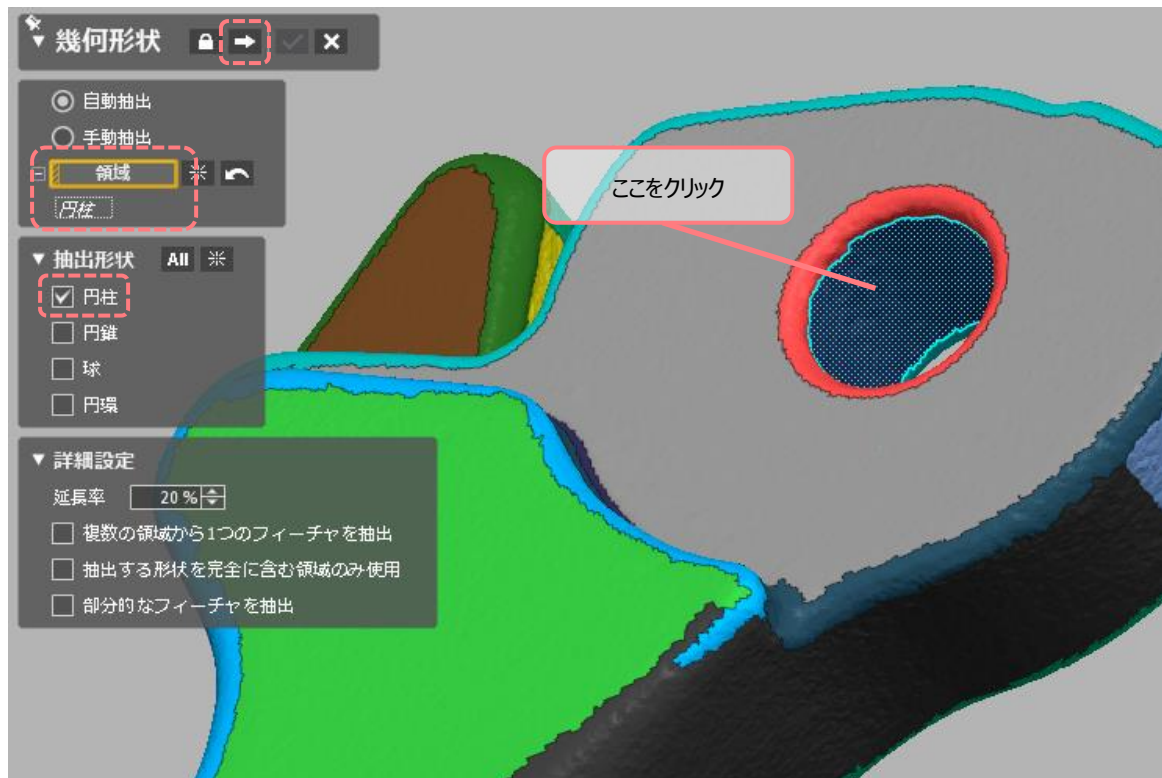 幾何形状
自動抽出
手動抽出
領域
円柱
抽出形状 All
円柱
円錐
球
円環
詳細設定
延長率 20 %
複数の領域から1つのフィーチャを抽出
抽出する形状を完全に含む領域のみ使用
部分的なフィーチャを抽出
ここをクリック